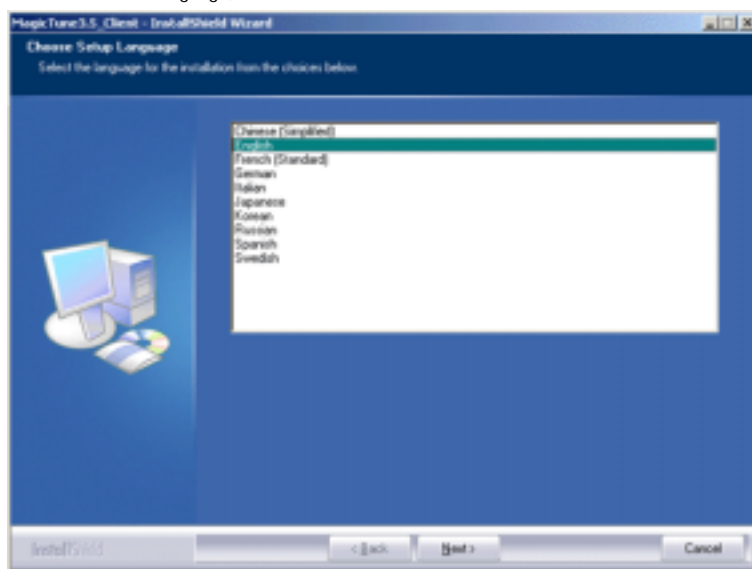 MagicTune3.5_Client - InstallShield Wizard
Choose Setup Language
Select the language for the installation from the choices below.
Chinese (Simplified)
English
French (Standard)
German
Italian
Japanese
Korean
Russian
Spanish
Swedish
InstallShield
< Back
Next >
Cancel